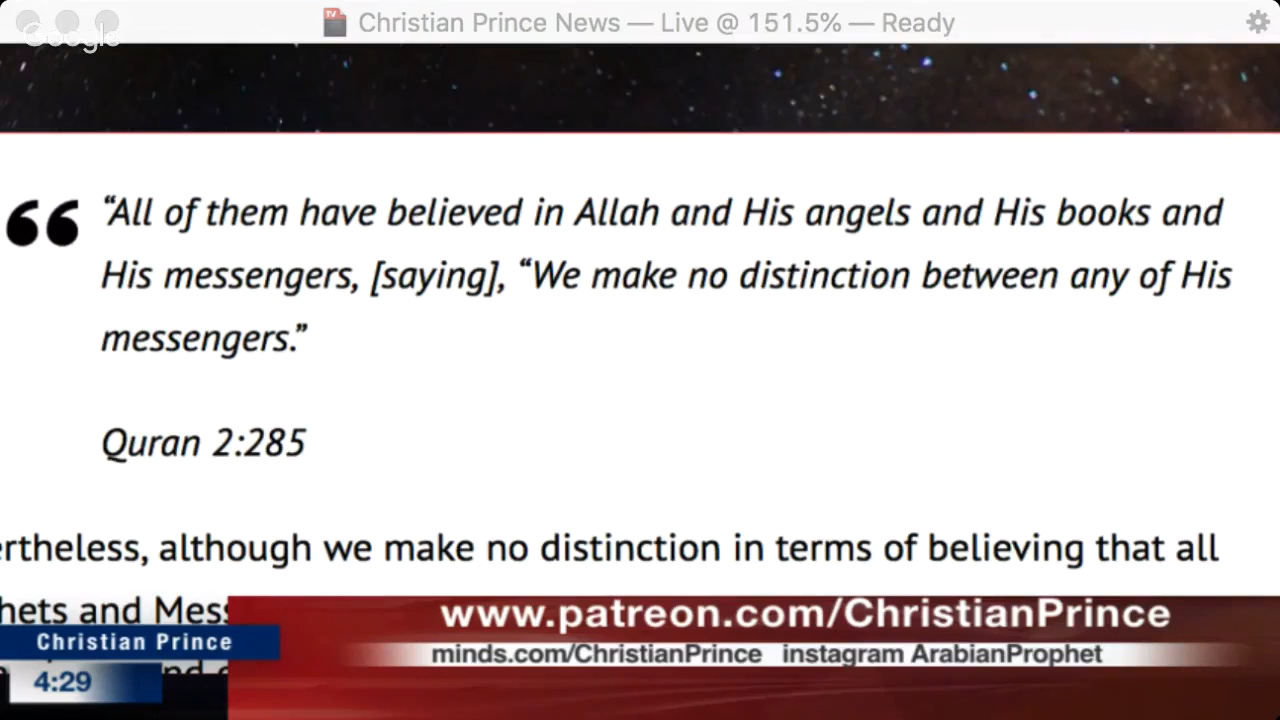 Christian Prince News — Live @ 151.5% — Ready
Google
“All of them have believed in Allah and His angels and His books and
His messengers, [saying], “We make no distinction between any of His
messengers.”
Quran 2:285
ertheless, although we make no distinction in terms of believing that all
hets and Mess
www.patreon.com/ChristianPrince
Christian Prince
minds.com/ChristianPrince instagram ArabianProphet
4:29